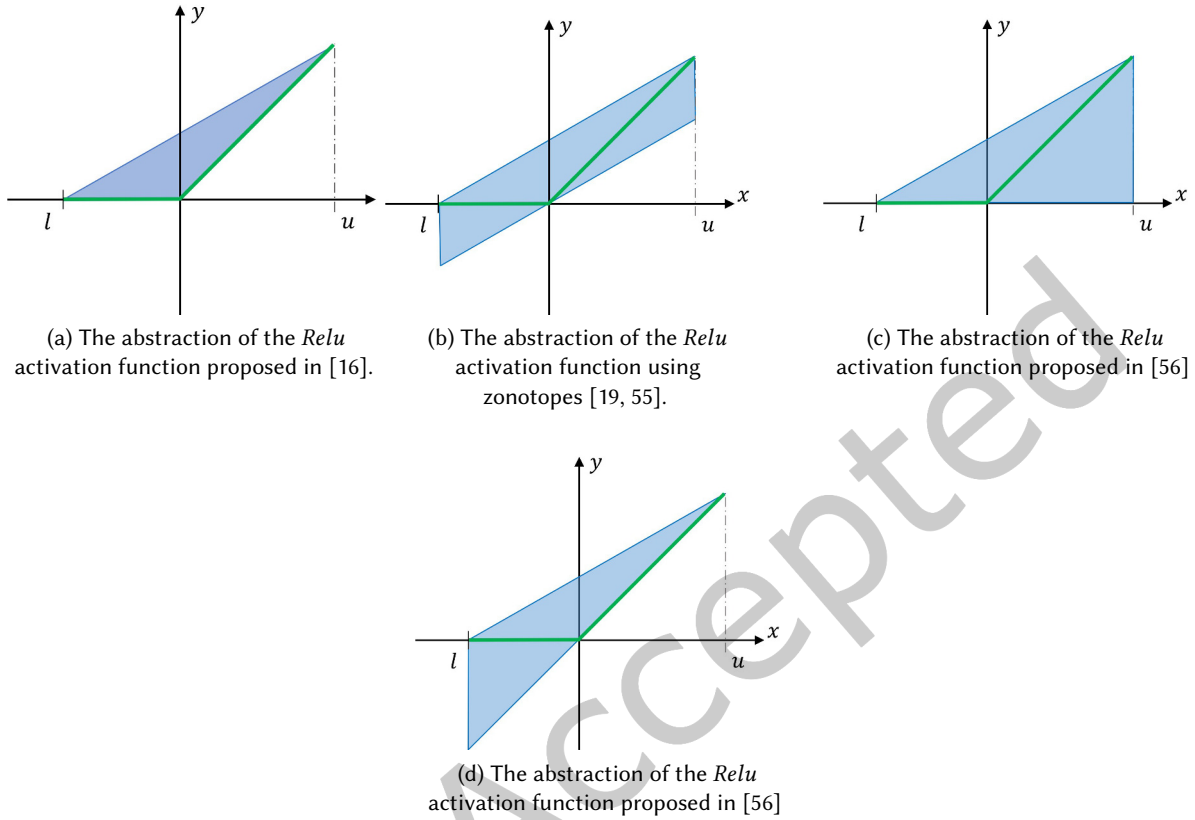 y
l
u
(a) The abstraction of the Relu
activation function proposed in [16].
y
x
l
u
(b) The abstraction of the Relu
activation function using
zonotopes [19, 55].
y
x
l
u
(c) The abstraction of the Relu
activation function proposed in [56]
y
x
l
u
(d) The abstraction of the Relu
activation function proposed in [56]
Accepted